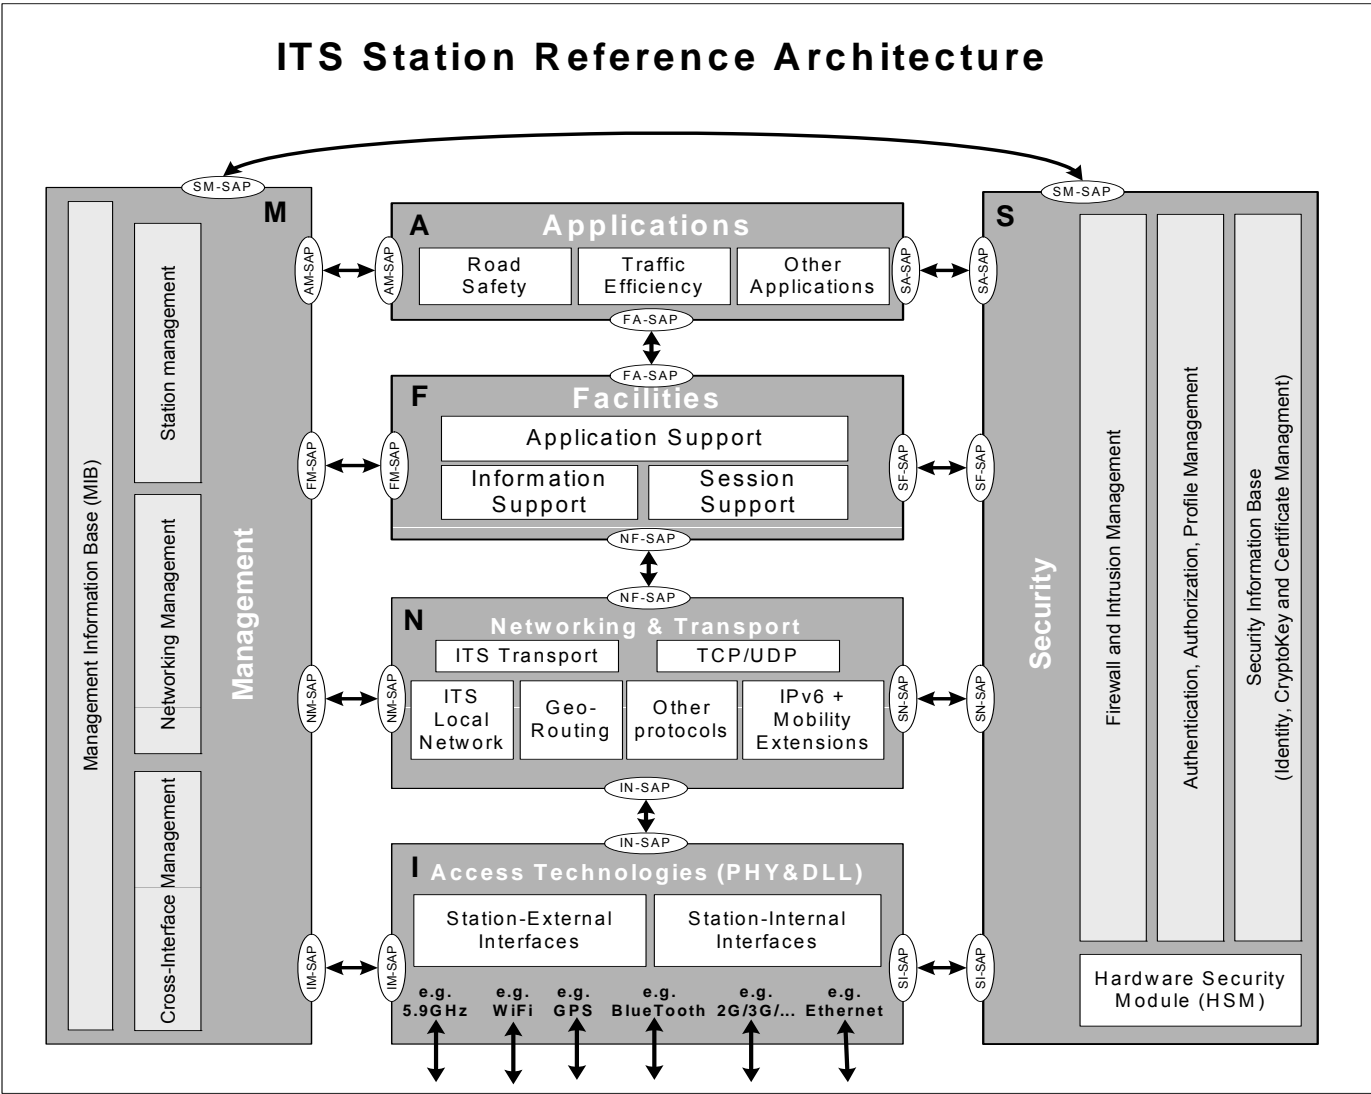 ITS Station Reference Architecture
SM-SAP
SM-SAP
M
Management
Management Information Base (MIB)
Station management
Networking Management
Cross-Interface Management
AM-SAP
AM-SAP
A
Applications
Road
Safety
Traffic
Efficiency
Other
Applications
SA-SAP
SA-SAP
FA-SAP
FA-SAP
FM-SAP
FM-SAP
F
Facilities
Application Support
Information
Support
Session
Support
SF-SAP
SF-SAP
NF-SAP
NF-SAP
NM-SAP
NM-SAP
N
Networking & Transport
ITS Transport
TCP/UDP
ITS
Local
Network
Geo-
Routing
Other
protocols
IPv6 +
Mobility
Extensions
SN-SAP
SN-SAP
IN-SAP
IN-SAP
IM-SAP
IM-SAP
I
Access Technologies (PHY&DLL)
Station-External
Interfaces
Station-Internal
Interfaces
SI-SAP
SI-SAP
e.g.
5.9GHz
e.g.
WiFi
e.g.
GPS
e.g.
BlueTooth
e.g.
2G/3G/...
e.g.
Ethernet
S
Security
Firewall and Intrusion Management
Authentication, Authorization, Profile Management
Security Information Base
(Identity, CryptoKey and Certificate Managment)
Hardware Security
Module (HSM)